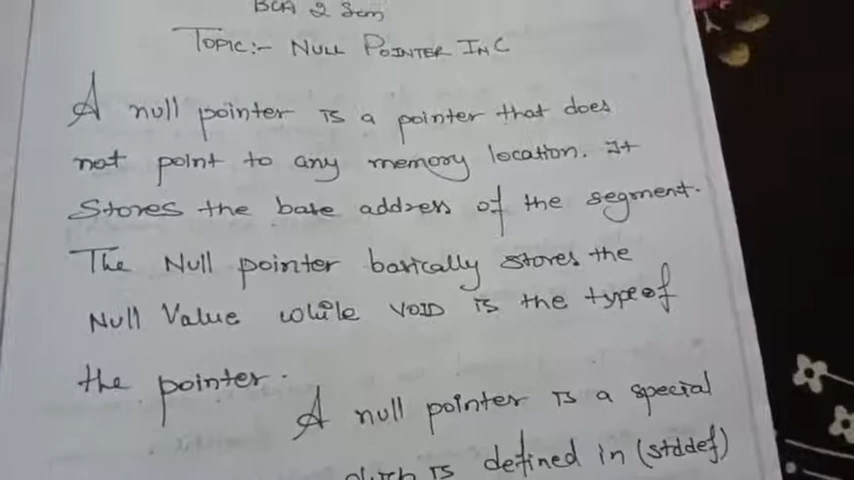 BCA 2 Sem
Topic:- Null Pointer In C
A null pointer is a pointer that does
not point to any memory location. It
Stores the base address of the segment.
The Null pointer basically stores the
Null Value while VOID is the type of
the pointer.
A null pointer is a special
which is defined in (stddef)